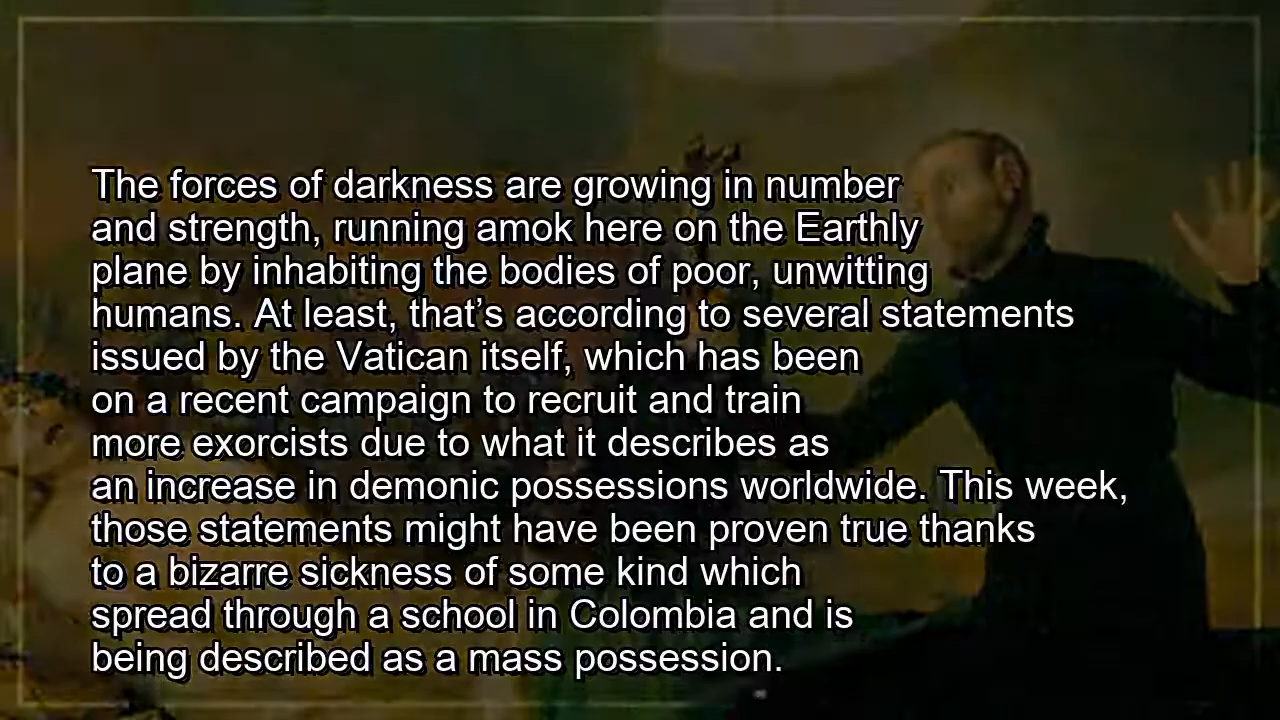 The forces of darkness are growing in number
and strength, running amok here on the Earthly
plane by inhabiting the bodies of poor, unwitting
humans. At least, that’s according to several statements
issued by the Vatican itself, which has been
on a recent campaign to recruit and train
more exorcists due to what it describes as
an increase in demonic possessions worldwide. This week,
those statements might have been proven true thanks
to a bizarre sickness of some kind which
spread through a school in Colombia and is
being described as a mass possession.